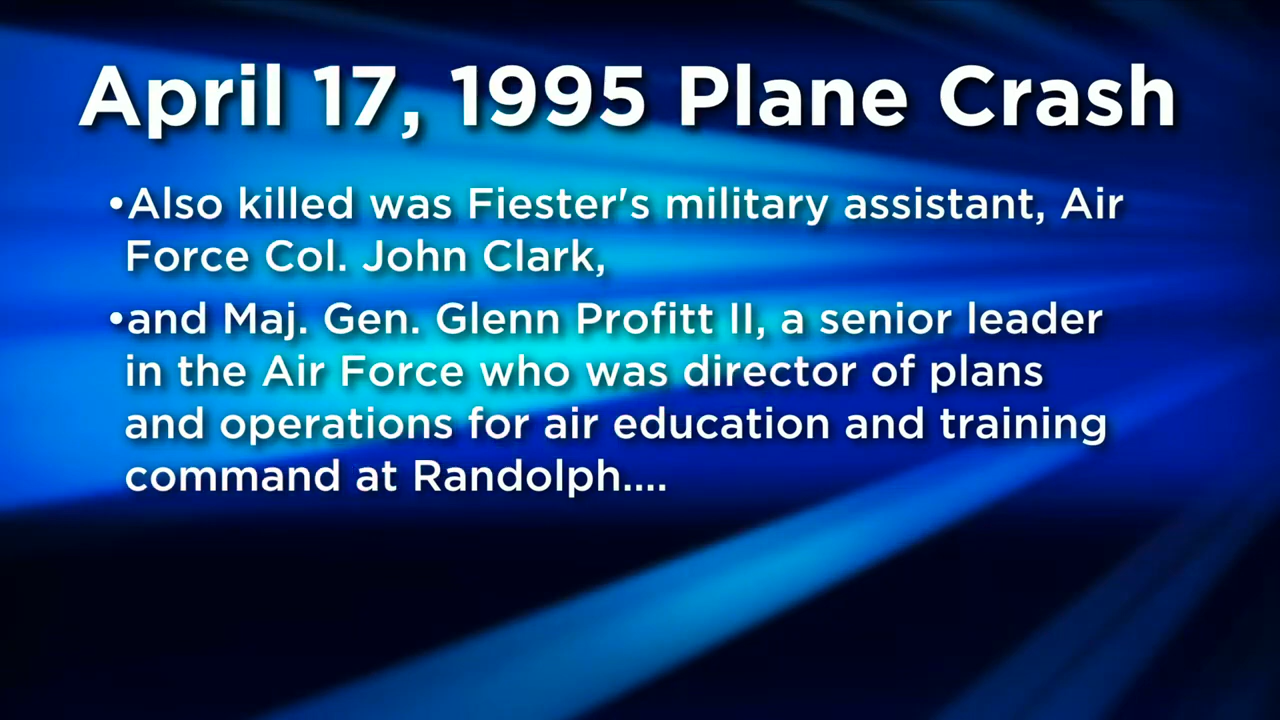 April 17, 1995 Plane Crash
•Also killed was Fiester's military assistant, Air
Force Col. John Clark,
•and Maj. Gen. Glenn Profitt II, a senior leader
in the Air Force who was director of plans
and operations for air education and training
command at Randolph....